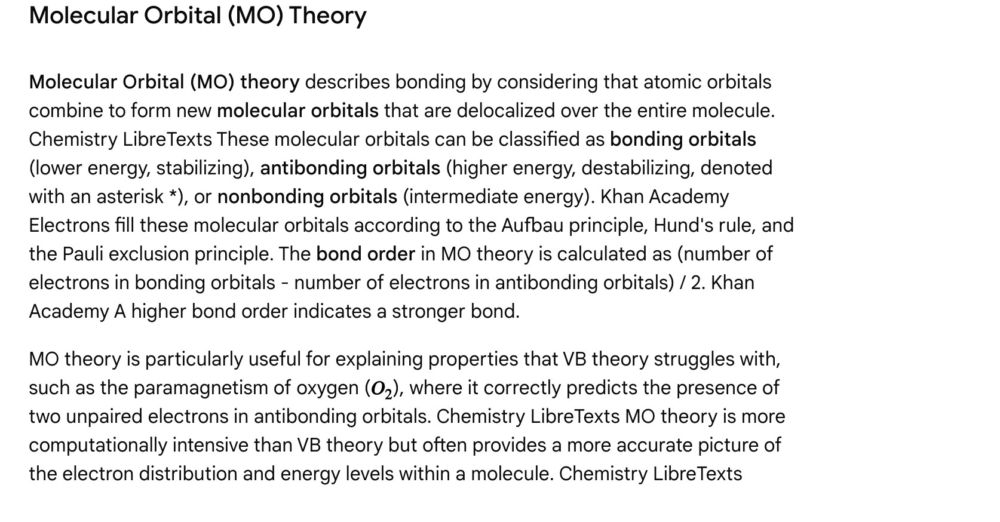 Molecular Orbital (MO) Theory
Molecular Orbital (MO) theory describes bonding by considering that atomic orbitals
combine to form new molecular orbitals that are delocalized over the entire molecule.
Chemistry LibreTexts These molecular orbitals can be classified as bonding orbitals
(lower energy, stabilizing), antibonding orbitals (higher energy, destabilizing, denoted
with an asterisk *), or nonbonding orbitals (intermediate energy). Khan Academy
Electrons fill these molecular orbitals according to the Aufbau principle, Hund's rule, and
the Pauli exclusion principle. The bond order in MO theory is calculated as (number of
electrons in bonding orbitals - number of electrons in antibonding orbitals) / 2. Khan
Academy A higher bond order indicates a stronger bond.
MO theory is particularly useful for explaining properties that VB theory struggles with,
such as the paramagnetism of oxygen (O₂), where it correctly predicts the presence of
two unpaired electrons in antibonding orbitals. Chemistry LibreTexts MO theory is more
computationally intensive than VB theory but often provides a more accurate picture of
the electron distribution and energy levels within a molecule. Chemistry LibreTexts